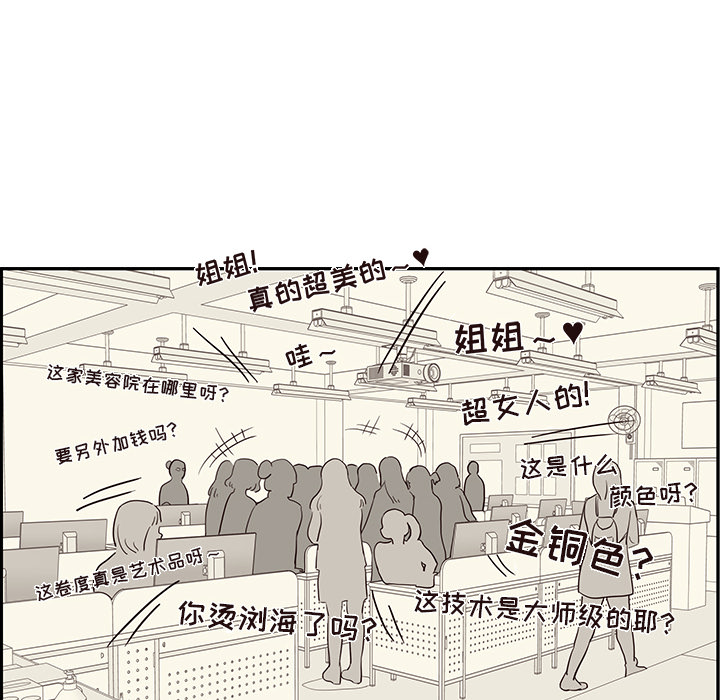 姐姐!
真的超美的~♥
哇~
姐姐~♥
这家美容院在哪里呀?
超女人的!
要另外加钱吗?
这是什么
颜色呀?
金铜色?
这卷度真是艺术品呀~
你烫浏海了吗?
这技术是大师级的耶?